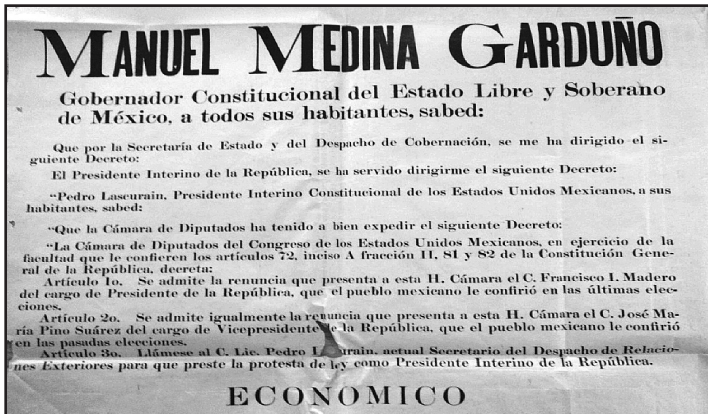 MANUEL MEDINA GARDUÑO
Gobernador Constitucional del Estado Libre y Soberano
de México, a todos sus habitantes, sabed:
Que por la Secretaría de Estado y del Despacho de Gobernación, se me ha dirigido el si-
guiente Decreto:
El Presidente Interino de la República, se ha servido dirigirme el siguiente Decreto:
"Pedro Lascurain, Presidente Interino Constitucional de los Estados Unidos Mexicanos, a sus
habitantes, sabed:
"Que la Cámara de Diputados ha tenido a bien expedir el siguiente Decreto:
"La Cámara de Diputados del Congreso de los Estados Unidos Mexicanos, en ejercicio de la
facultad que le confieren los artículos 72, inciso A fracción II, 81 y 82 de la Constitución Gene-
ral de la República, decreta:
Artículo 1o. Se admite la renuncia que presenta a esta H. Cámara el C. Francisco I. Madero
del cargo de Presidente de la República, que el pueblo mexicano le confirió en las últimas elec-
ciones.
Artículo 2o. Se admite igualmente la renuncia que presenta a esta H. Cámara el C. José Ma-
ría Pino Suárez del cargo de Vicepresidente de la República, que el pueblo mexicano le confirió
en las pasadas elecciones.
Artículo 3o. Llámese al C. Lic. Pedro Lascurain, actual Secretario del Despacho de Relacio-
nes Exteriores para que preste la protesta de ley como Presidente Interino de la República.
ECONOMICO